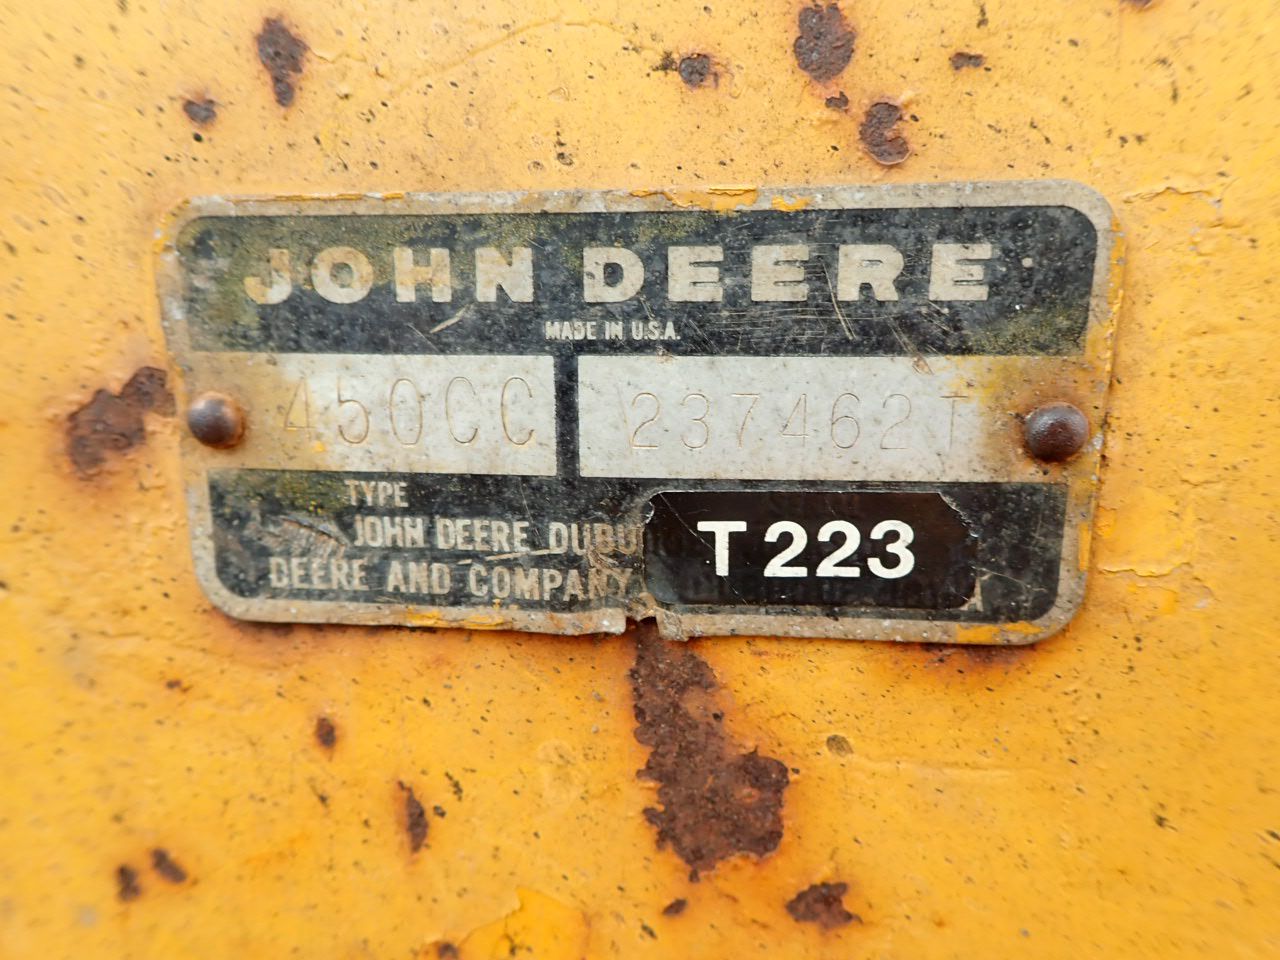 JOHN DEERE
MADE IN U.S.A.
450CC 237462T
TYPE
JOHN DEERE DUBU
DEERE AND COMPANY
T223